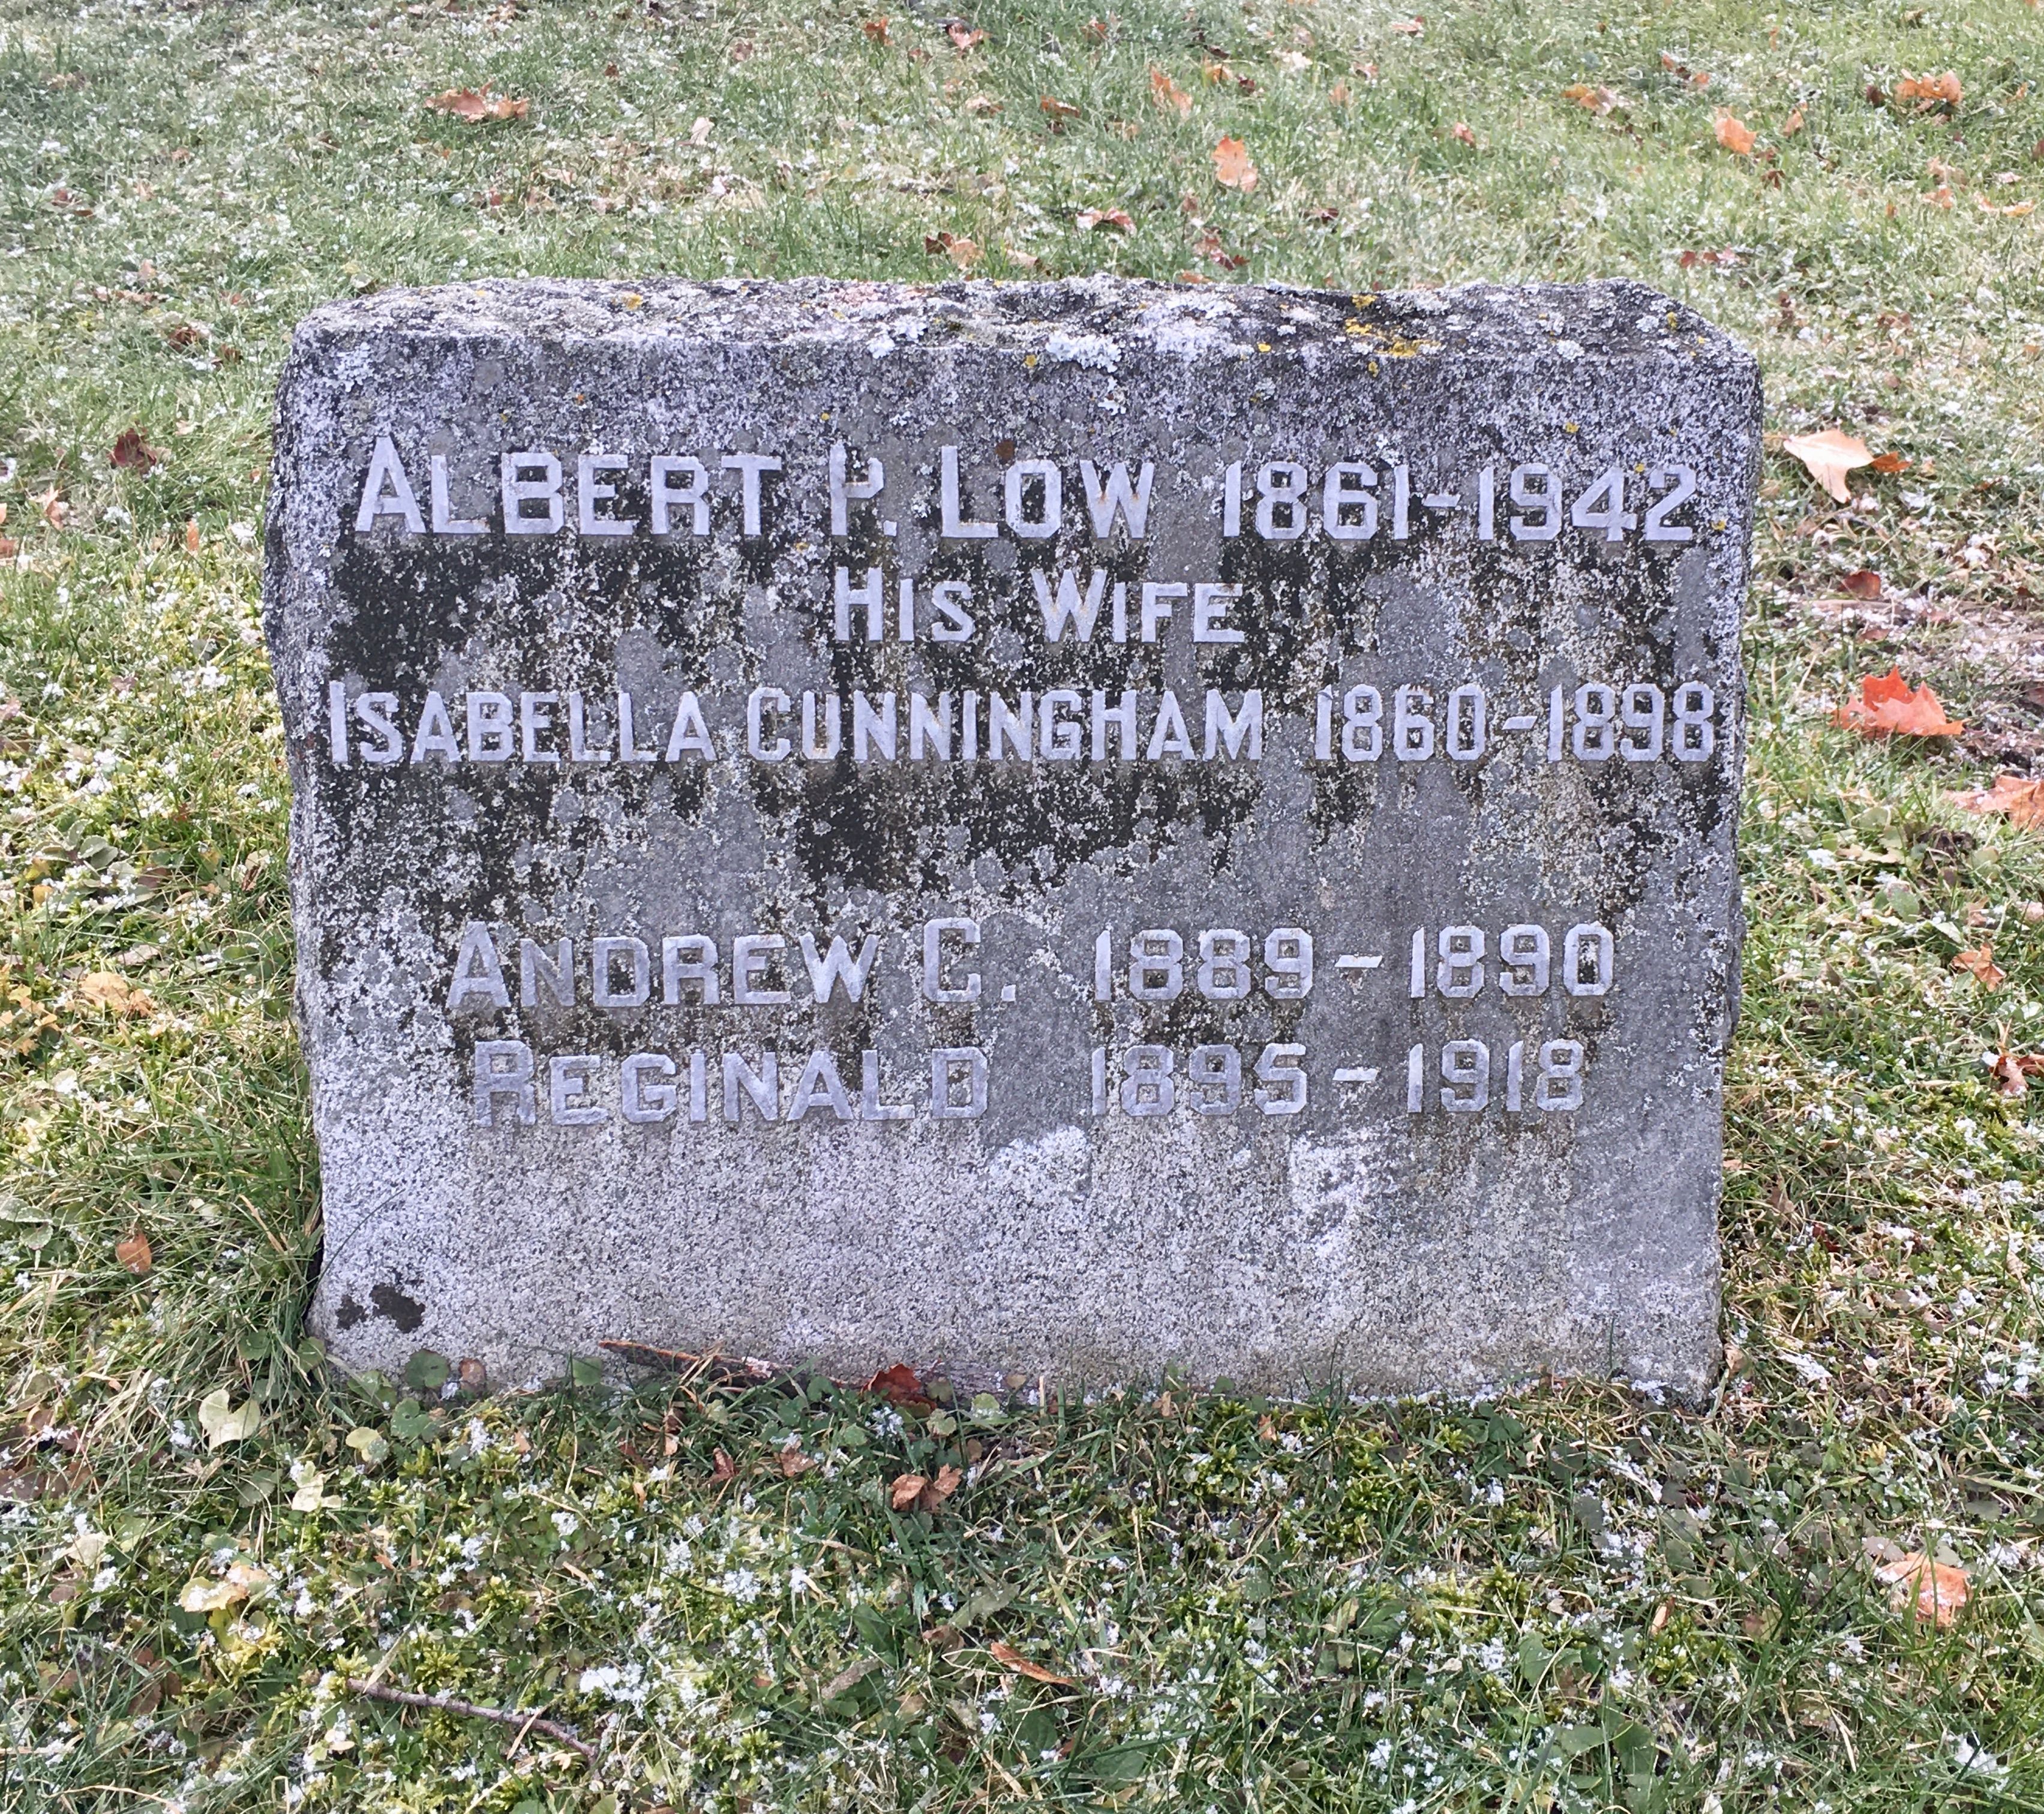 ALBERT P. LOW 1861-1942
HIS WIFE
ISABELLA CUNNINGHAM 1860-1898
ANDREW C. 1889-1890
REGINALD 1895-1918